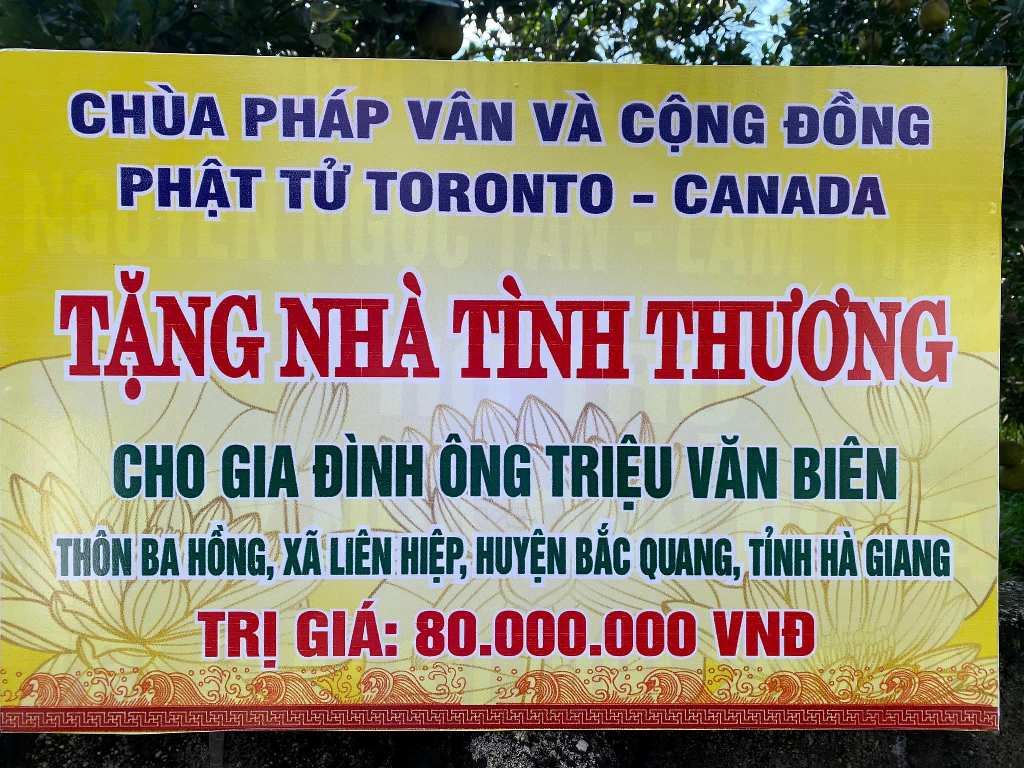 CHÙA PHÁP VÂN VÀ CỘNG ĐỒNG
PHẬT TỬ TORONTO - CANADA
TẶNG NHÀ TÌNH THƯƠNG
CHO GIA ĐÌNH ÔNG TRIỆU VĂN BIÊN
THÔN BA HỒNG, XÃ LIÊN HIỆP, HUYỆN BẮC QUANG, TỈNH HÀ GIANG
TRỊ GIÁ: 80.000.000 VNĐ